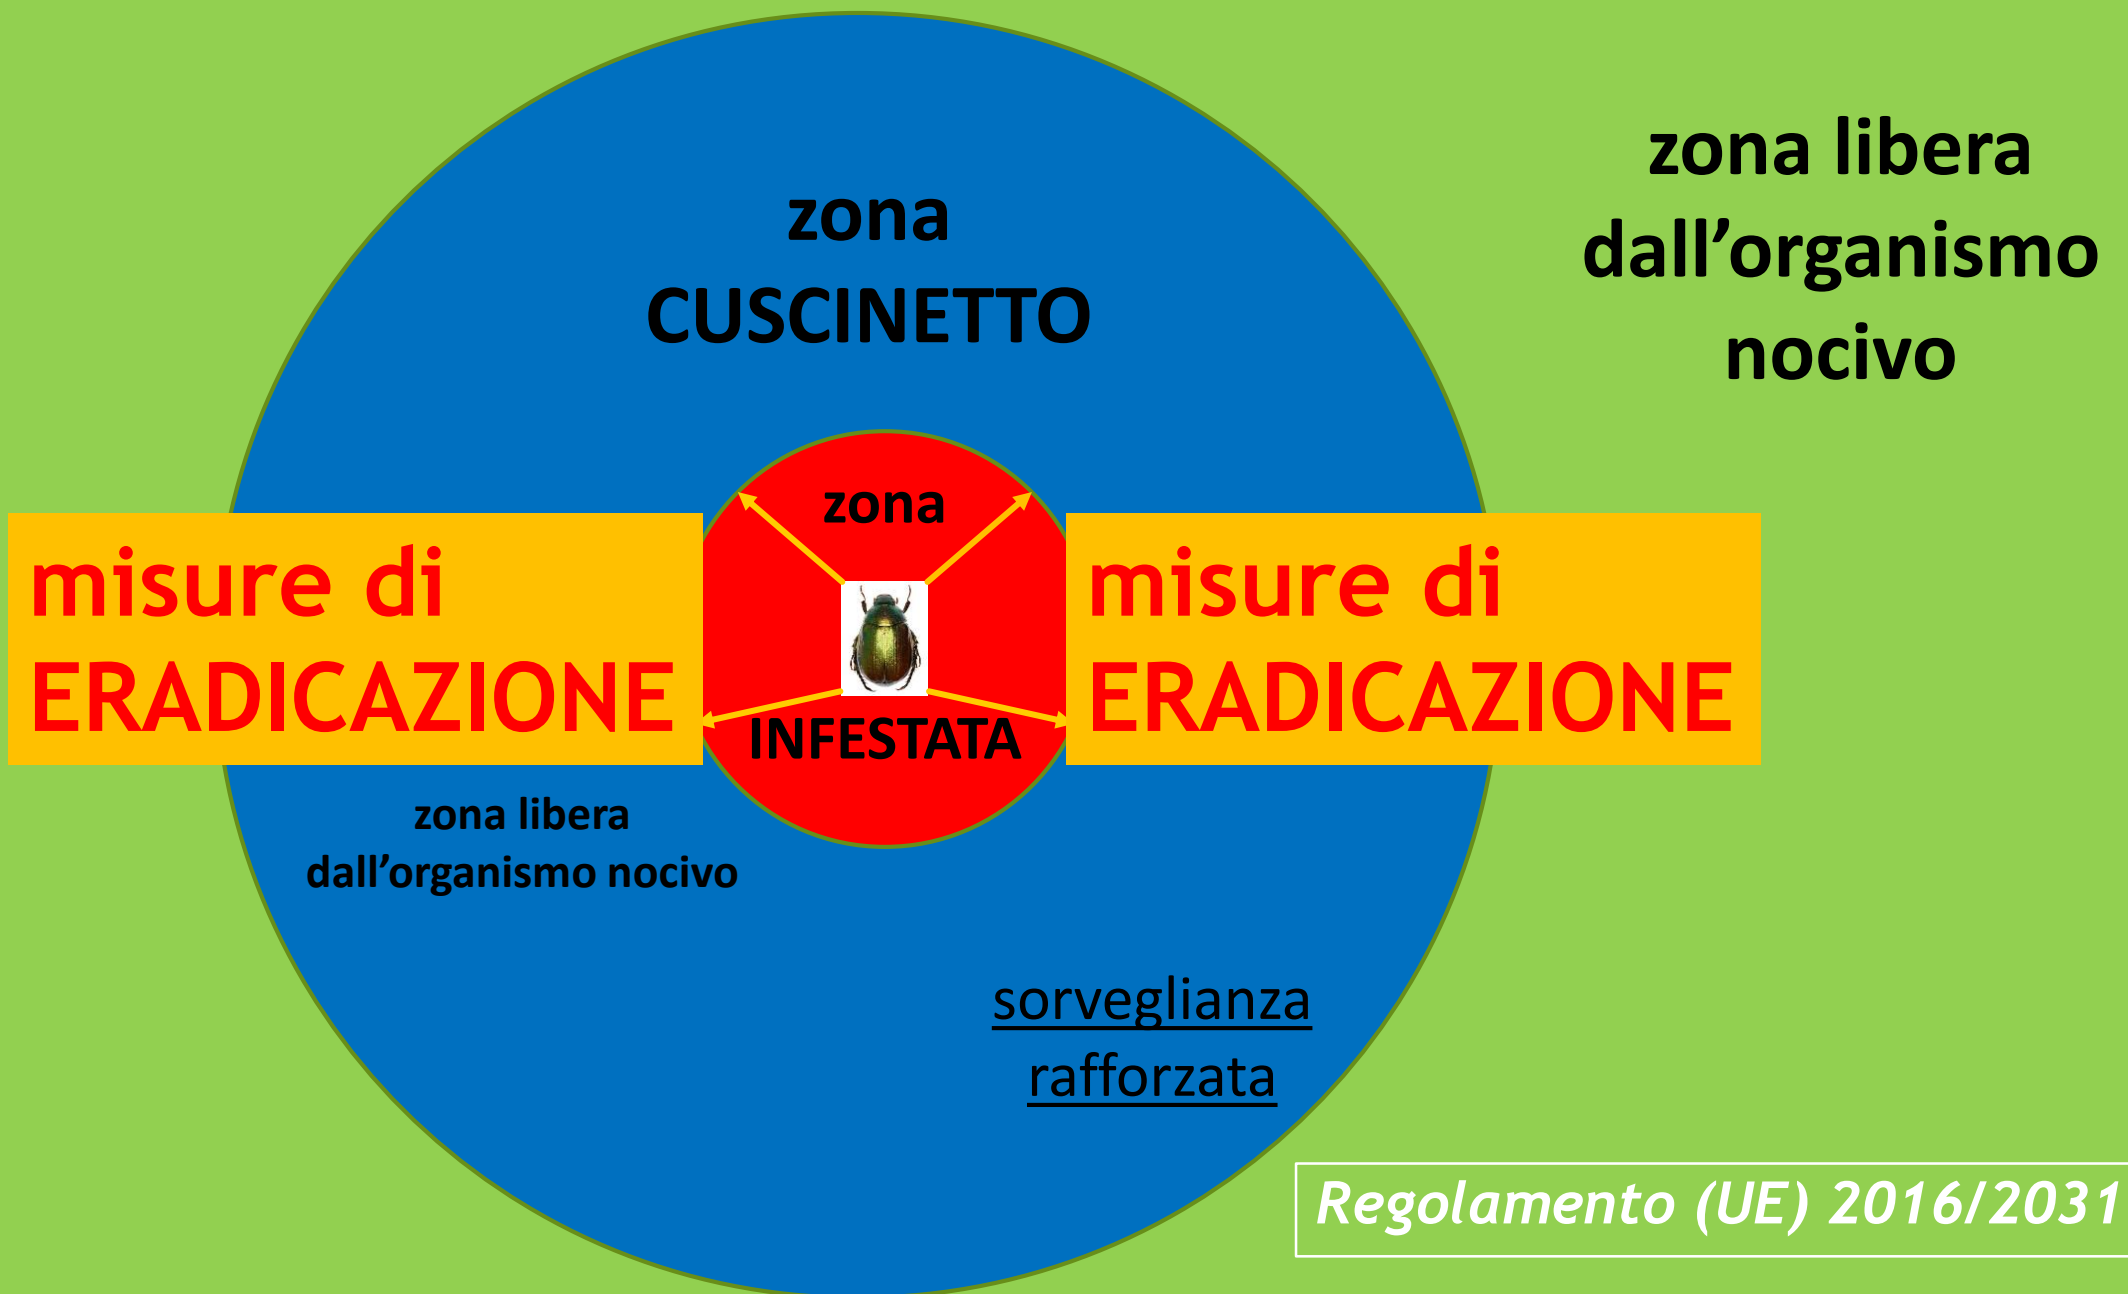 zona libera
dall’organismo
nocivo
zona
CUSCINETTO
zona
INFESTATA
misure di
ERADICAZIONE
misure di
ERADICAZIONE
zona libera
dall’organismo nocivo
sorveglianza
rafforzata
Regolamento (UE) 2016/2031